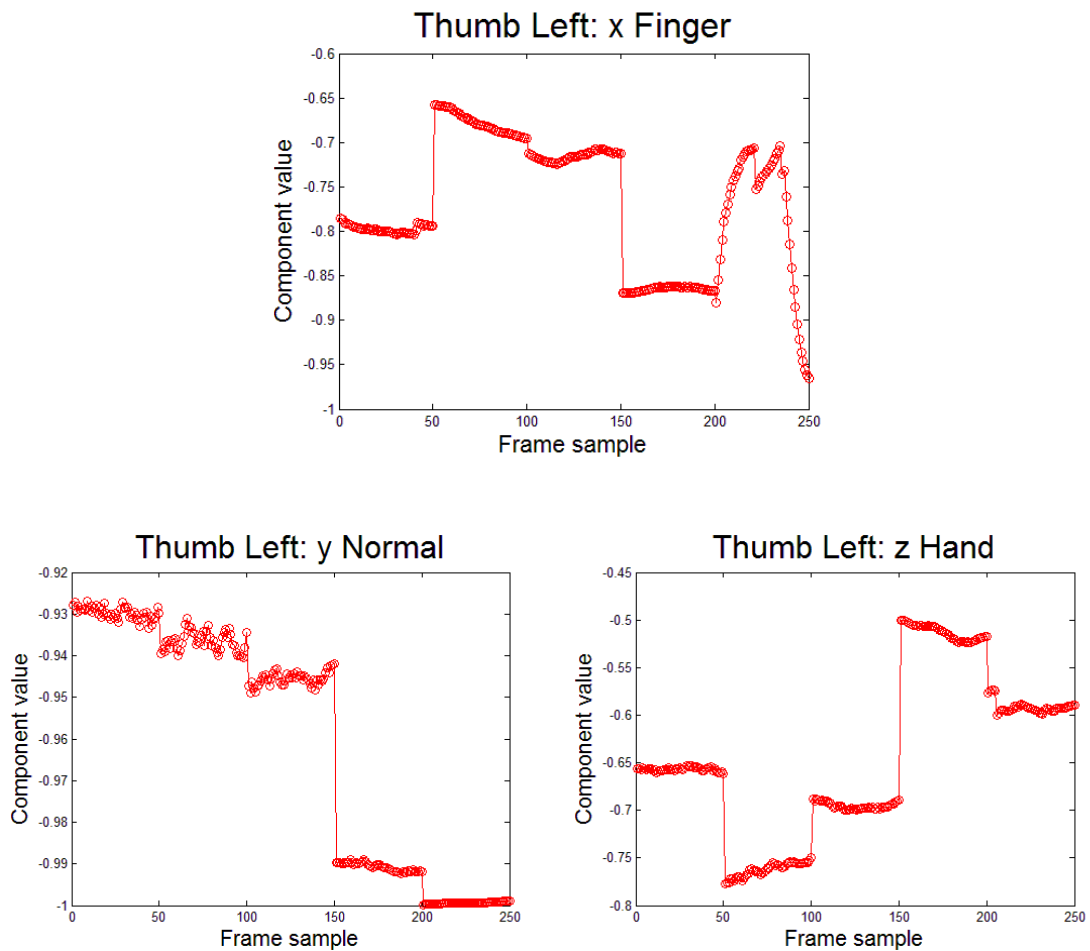 Thumb Left: x Finger
-0.6
-0.65
-0.7
-0.75
-0.8
-0.85
-0.9
-0.95
-1
Component value
0 50 100 150 200 250
Frame sample
Thumb Left: y Normal
-0.92
-0.93
-0.94
-0.95
-0.96
-0.97
-0.98
-0.99
-1
Component value
0 50 100 150 200 250
Frame sample
Thumb Left: z Hand
-0.45
-0.5
-0.55
-0.6
-0.65
-0.7
-0.75
-0.8
Component value
0 50 100 150 200 250
Frame sample